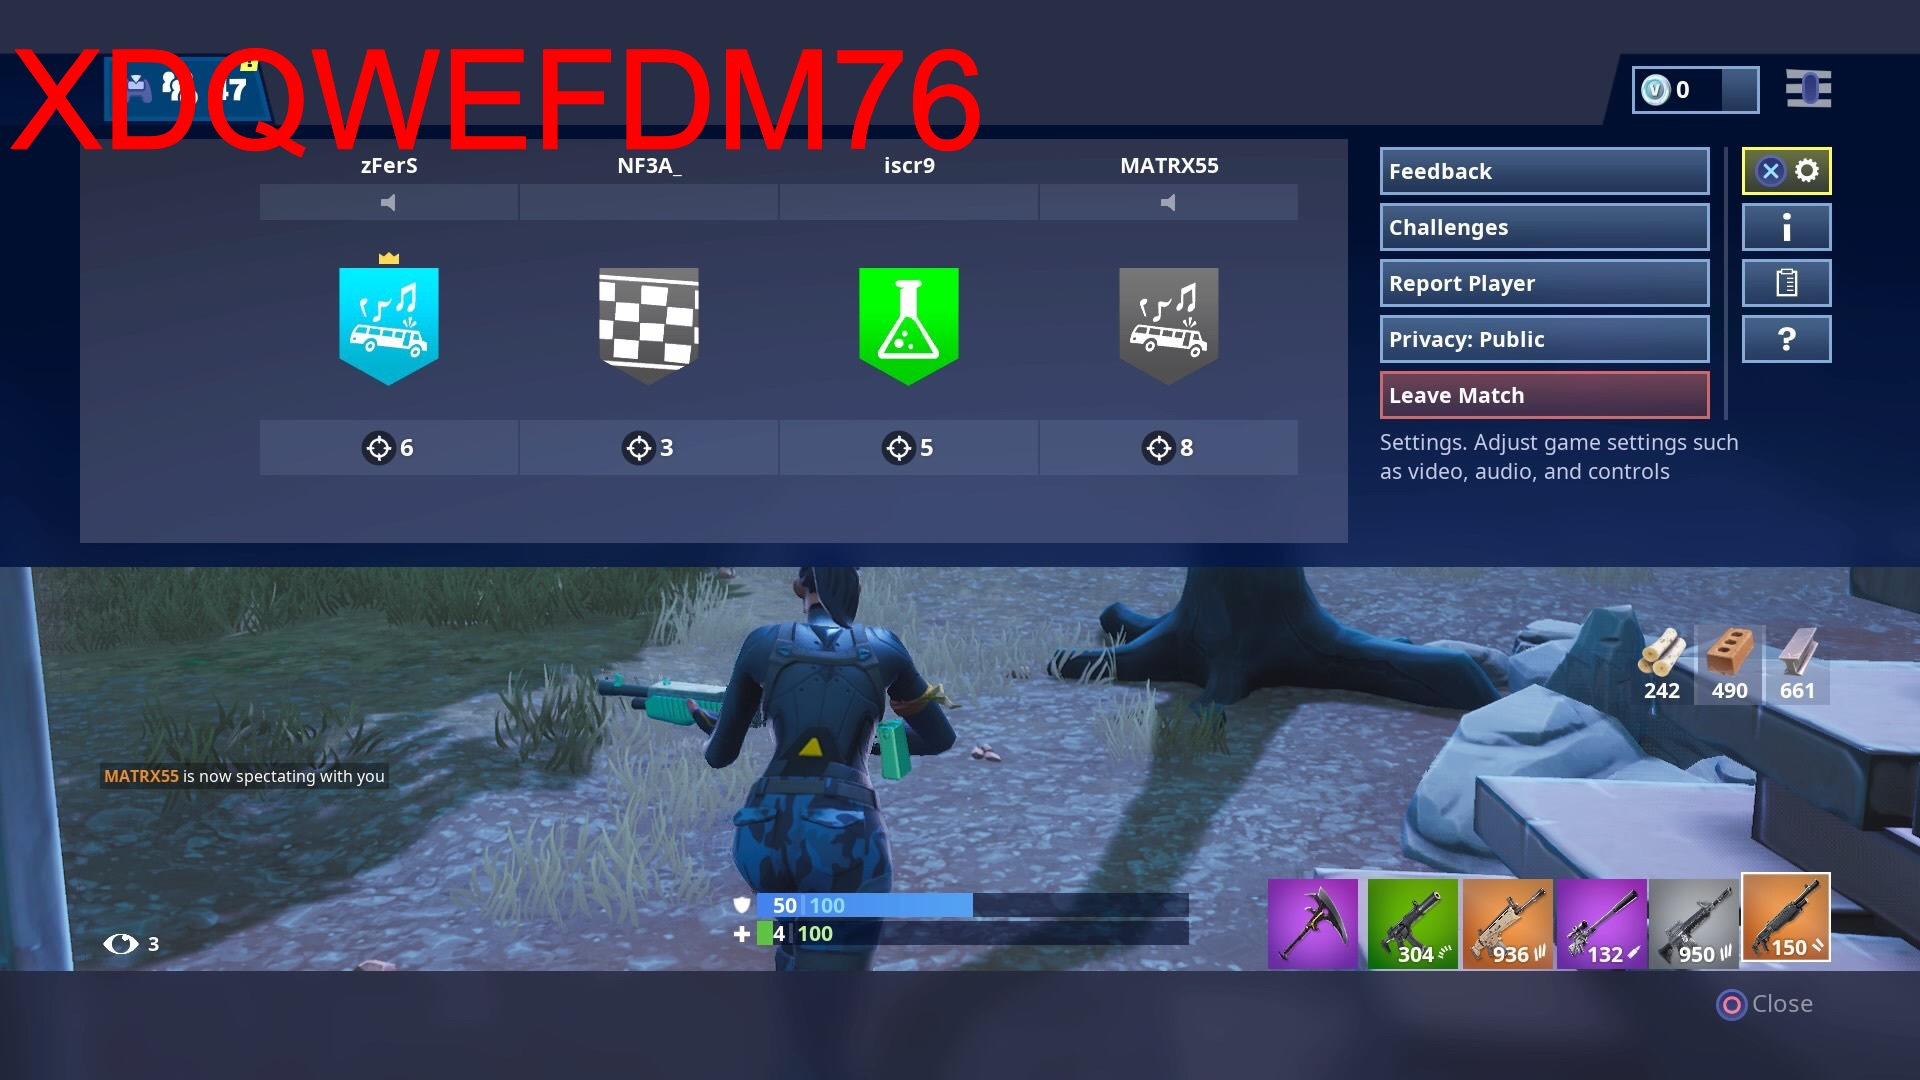 XDQWEFDM76
47
0
zFerS NF3A_ iscr9 MATRX55
6 3 5 8
Feedback
Challenges
Report Player
Privacy: Public
Leave Match
Settings. Adjust game settings such
as video, audio, and controls
242 490 661
MATRX55 is now spectating with you
50 100
4 100
3
304 936 132 950 150
Close